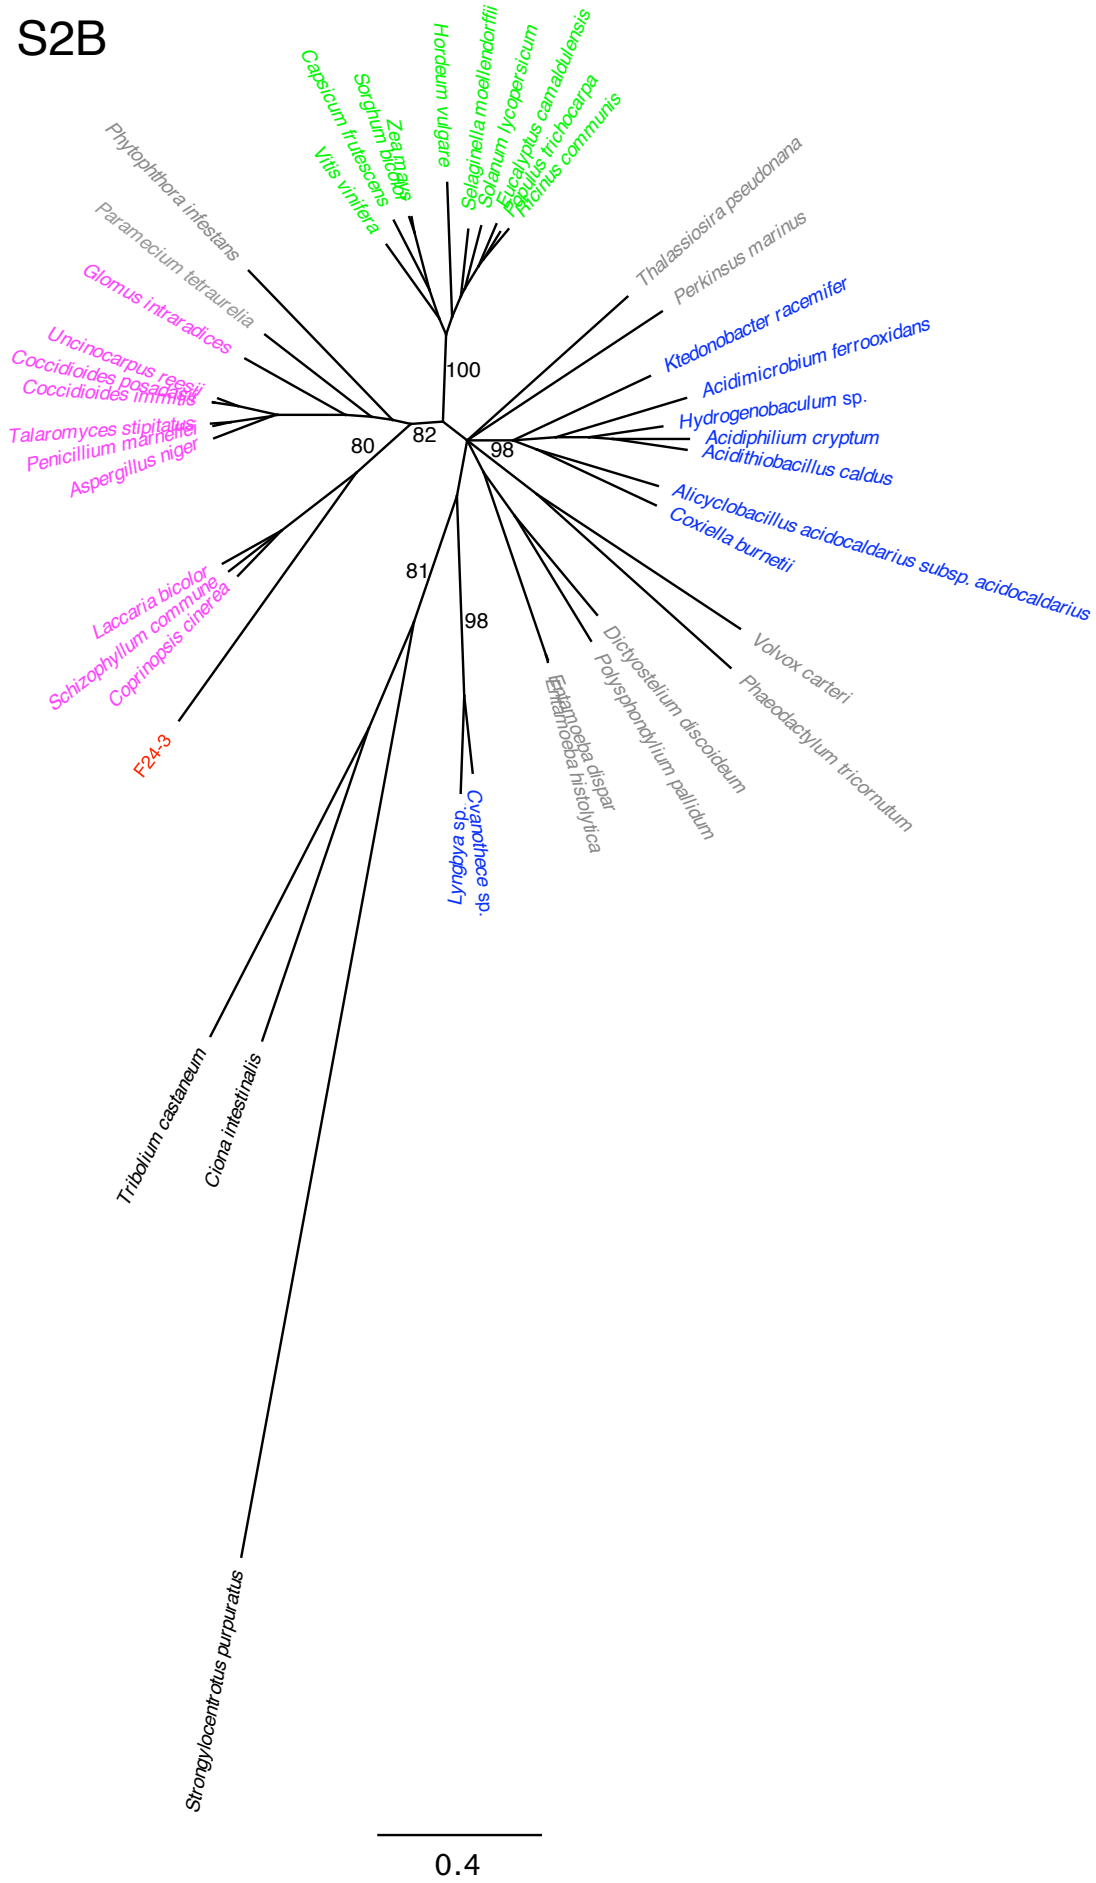 S2B
Hordeum vulgare
Selaginella moellendorffii
Solanum lycopersicum
Eucalyptus camaldulensis
Populus trichocarpa
Ricinus communis
Capsicum frutescens
Sorghum bicolor
Zea mays
Vitis vinifera
Phytophthora infestans
Paramecium tetraurelia
Glomus intraradices
Uncinocarpus reesii
Coccidioides posadasii
Coccidioides immitis
Talaromyces stipitatus
Penicillium marneffei
Aspergillus niger
Thalassiosira pseudonana
Perkinsus marinus
Ktedonobacter racemifer
Acidimicrobium ferrooxidans
Hydrogenobaculum sp.
Acidiphilium cryptum
Acidithiobacillus caldus
Alicyclobacillus acidocaldarius subsp. acidocaldarius
Coxiella burnetii
100
82
80
98
81
98
Laccaria bicolor
Schizophyllum commune
Coprinopsis cinerea
F24-3
Volvox carteri
Phaeodactylum tricornutum
Dictyostelium discoideum
Polysphondylium pallidum
Entamoeba dispar
Entamoeba histolytica
Cyanothece sp.
Lyngbya sp.
Tribolium castaneum
Ciona intestinalis
Strongylocentrotus purpuratus
0.4